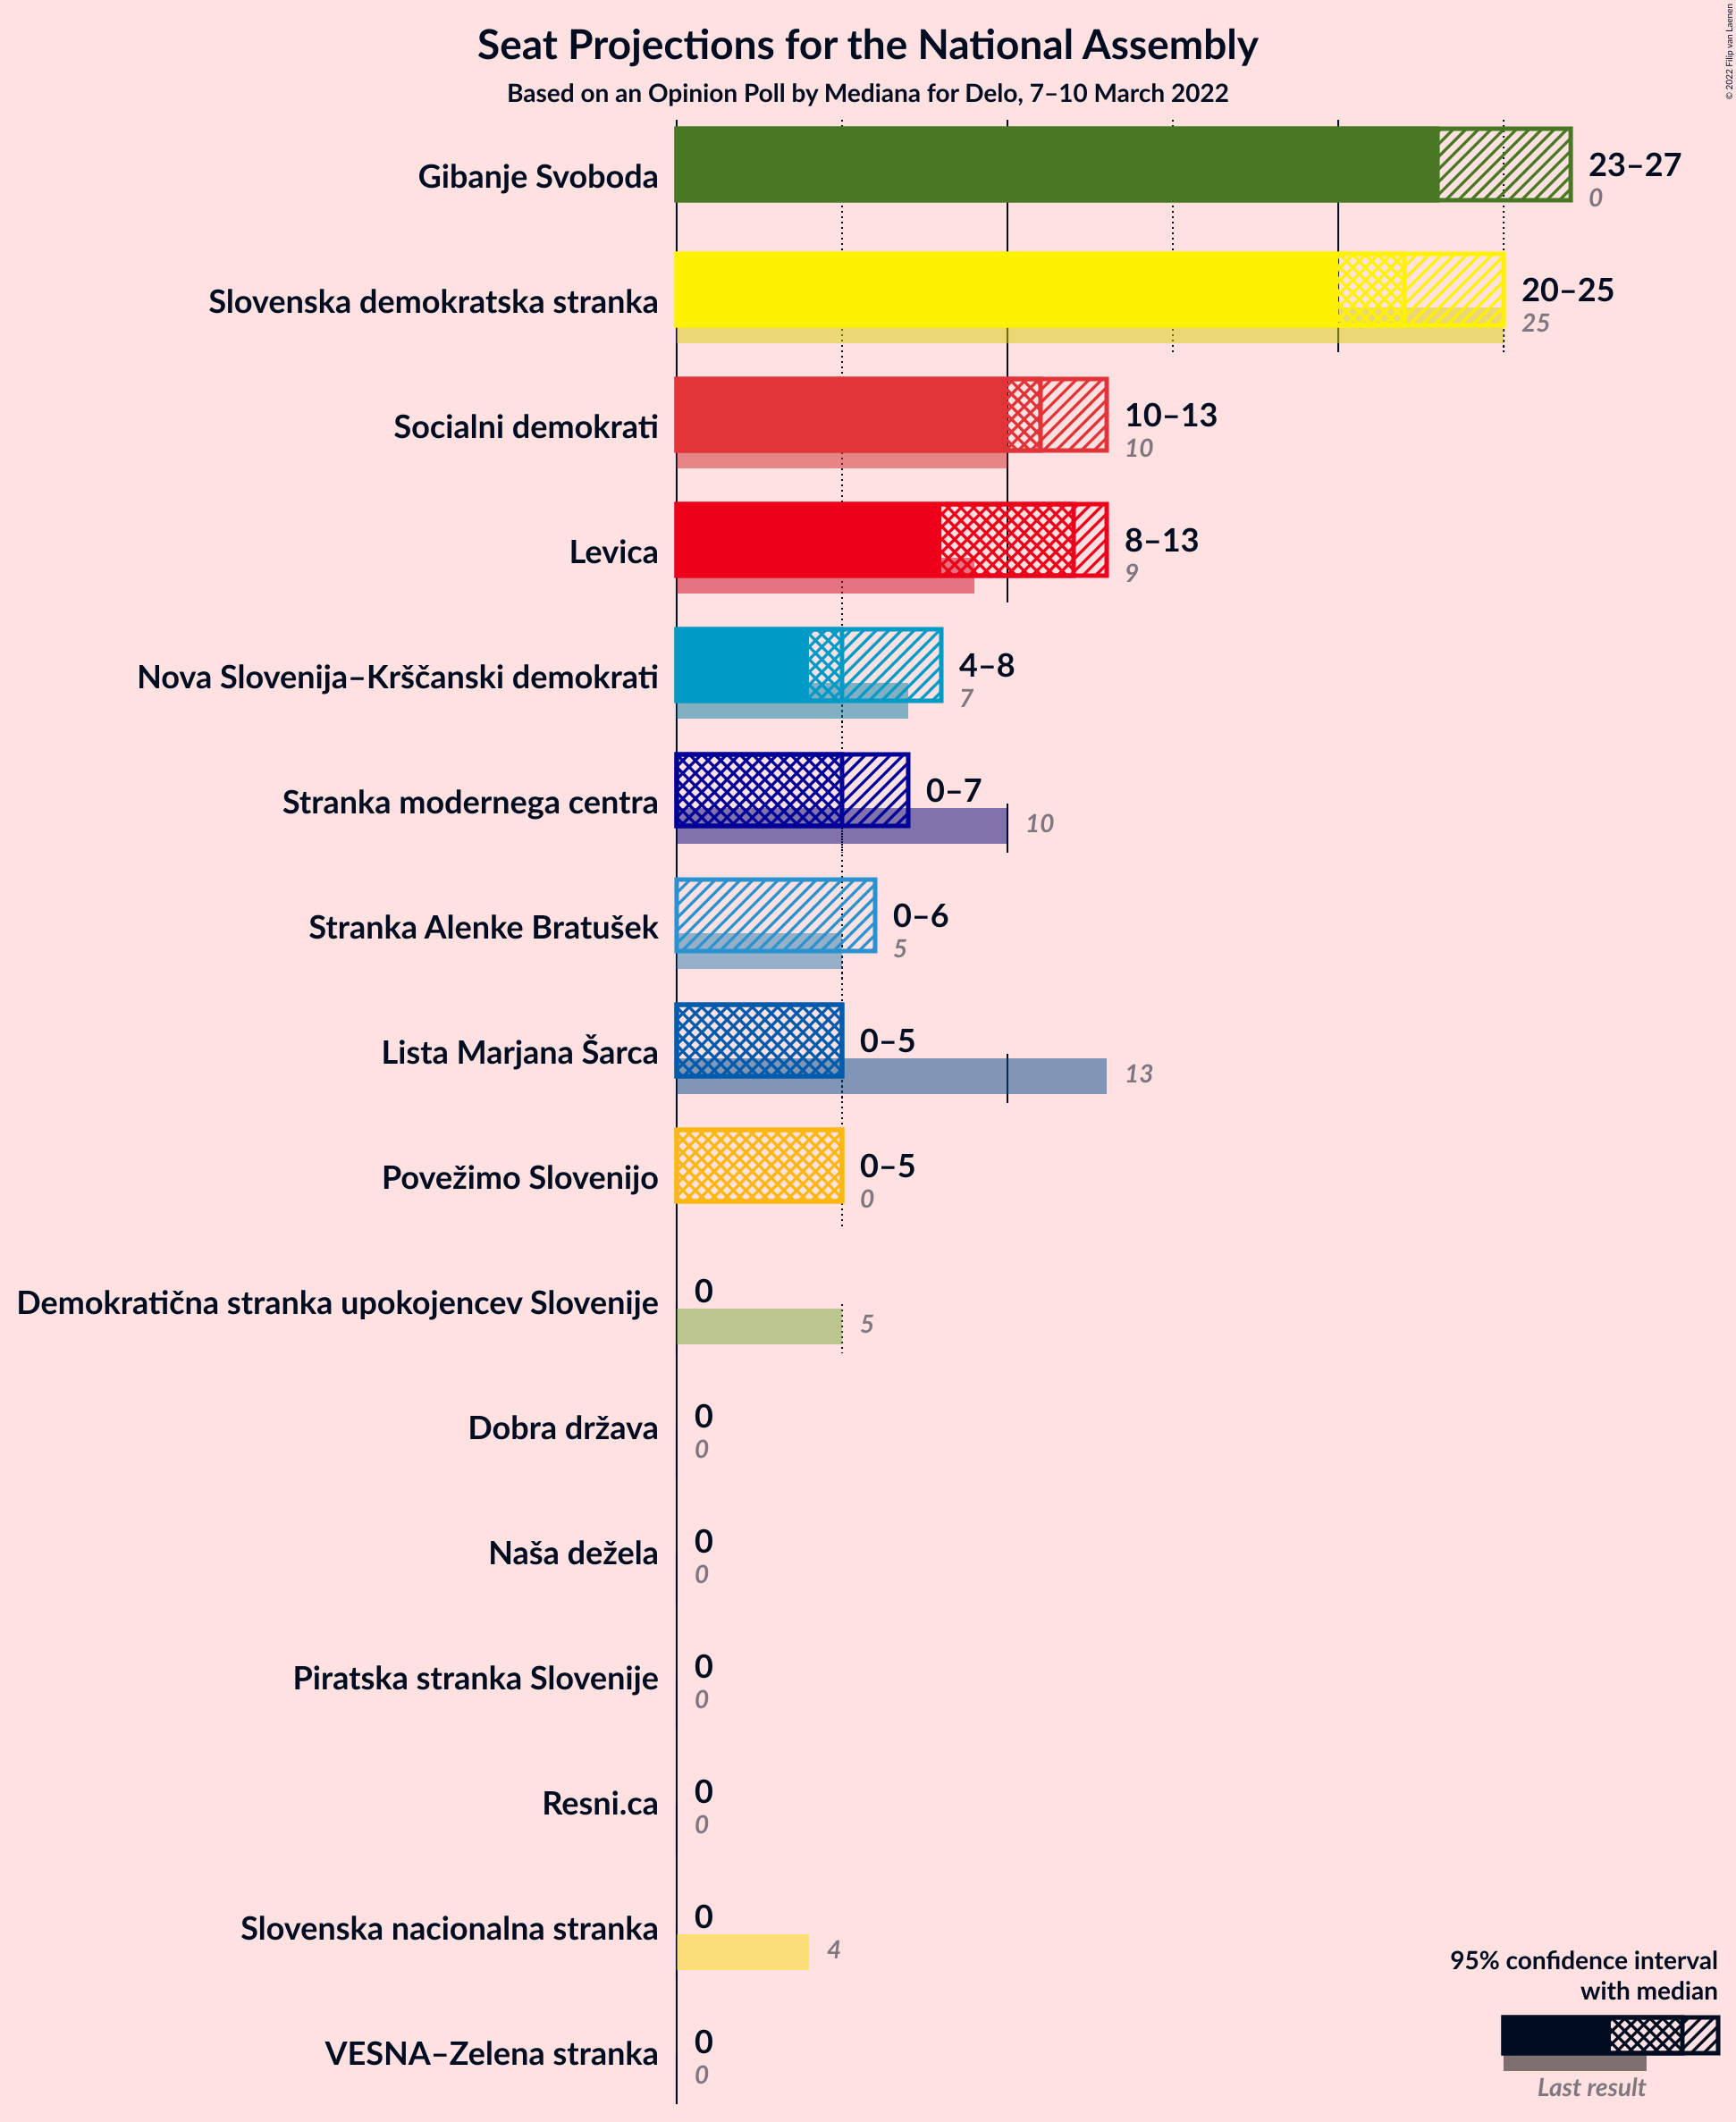 Seat Projections for the National Assembly
Based on an Opinion Poll by Mediana for Delo, 7–10 March 2022
© 2022 Filip van Laenen
Gibanje Svoboda
23–27
0
Slovenska demokratska stranka
20–25
25
Socialni demokrati
10–13
10
Levica
8–13
9
Nova Slovenija–Krščanski demokrati
4–8
7
Stranka modernega centra
0–7
10
Stranka Alenke Bratušek
0–6
5
Lista Marjana Šarca
0–5
13
Povežimo Slovenijo
0–5
0
Demokratična stranka upokojencev Slovenije
0
5
Dobra država
0
0
Naša dežela
0
0
Piratska stranka Slovenije
0
0
Resni.ca
0
0
Slovenska nacionalna stranka
0
4
VESNA–Zelena stranka
0
0
95% confidence interval
with median
Last result